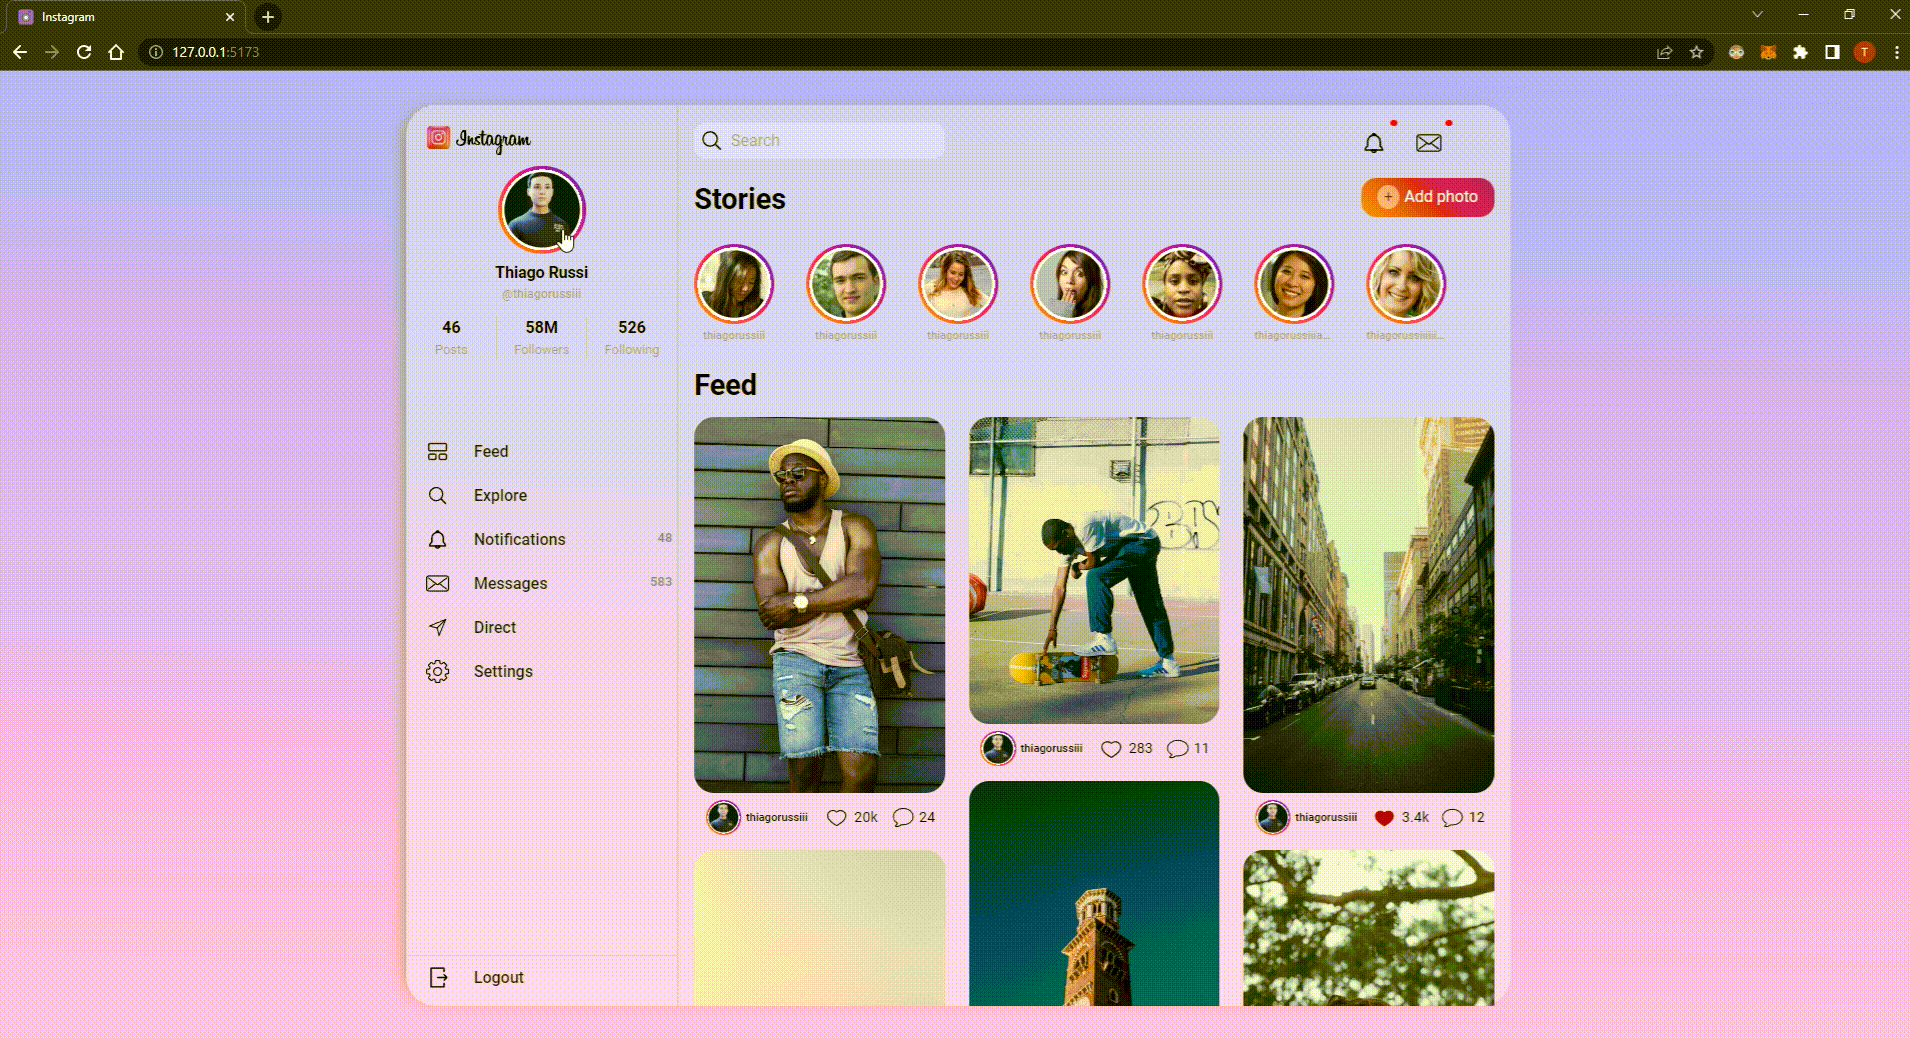 Instagram
127.0.0.1:5173
T
Instagram
Search
Stories
Add photo
Thiago Russi
@thiagorussiii
46 58M 526
Posts Followers Following
thiagorussiii thiagorussiii thiagorussiii thiagorussiii thiagorussiii thiagorussiiia... thiagorussiiiiii...
Feed
Feed
Explore
Notifications 48
Messages 583
Direct
Settings
Logout
thiagorussiii 283 11
thiagorussiii 20k 24
thiagorussiii 3.4k 12